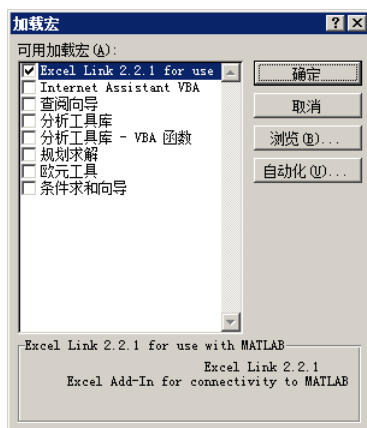 加载宏
可用加载宏(A):
Excel Link 2.2.1 for use
Internet Assistant VBA
查阅向导
分析工具库
分析工具库 - VBA 函数
规划求解
欧元工具
条件求和向导
确定
取消
浏览(B)...
自动化(U)...
Excel Link 2.2.1 for use with MATLAB
Excel Link 2.2.1
Excel Add-In for connectivity to MATLAB